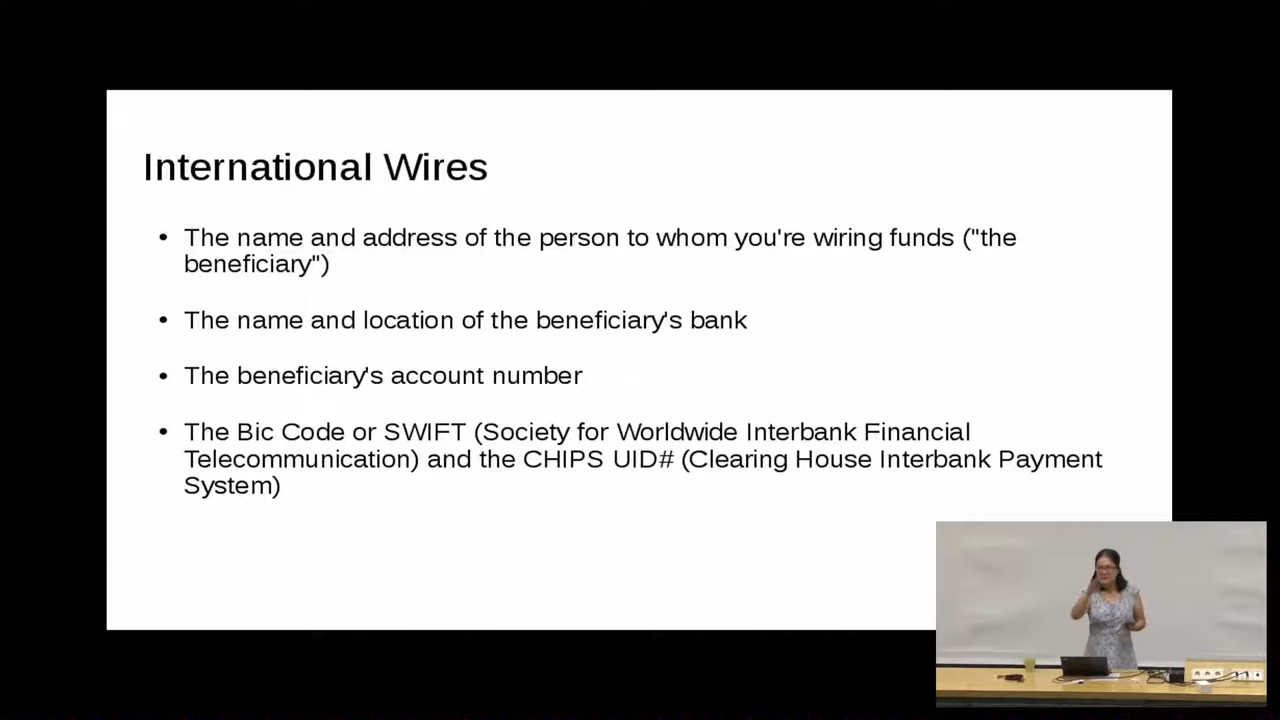 International Wires
• The name and address of the person to whom you're wiring funds ("the
beneficiary")
• The name and location of the beneficiary's bank
• The beneficiary's account number
• The Bic Code or SWIFT (Society for Worldwide Interbank Financial
Telecommunication) and the CHIPS UID# (Clearing House Interbank Payment
System)